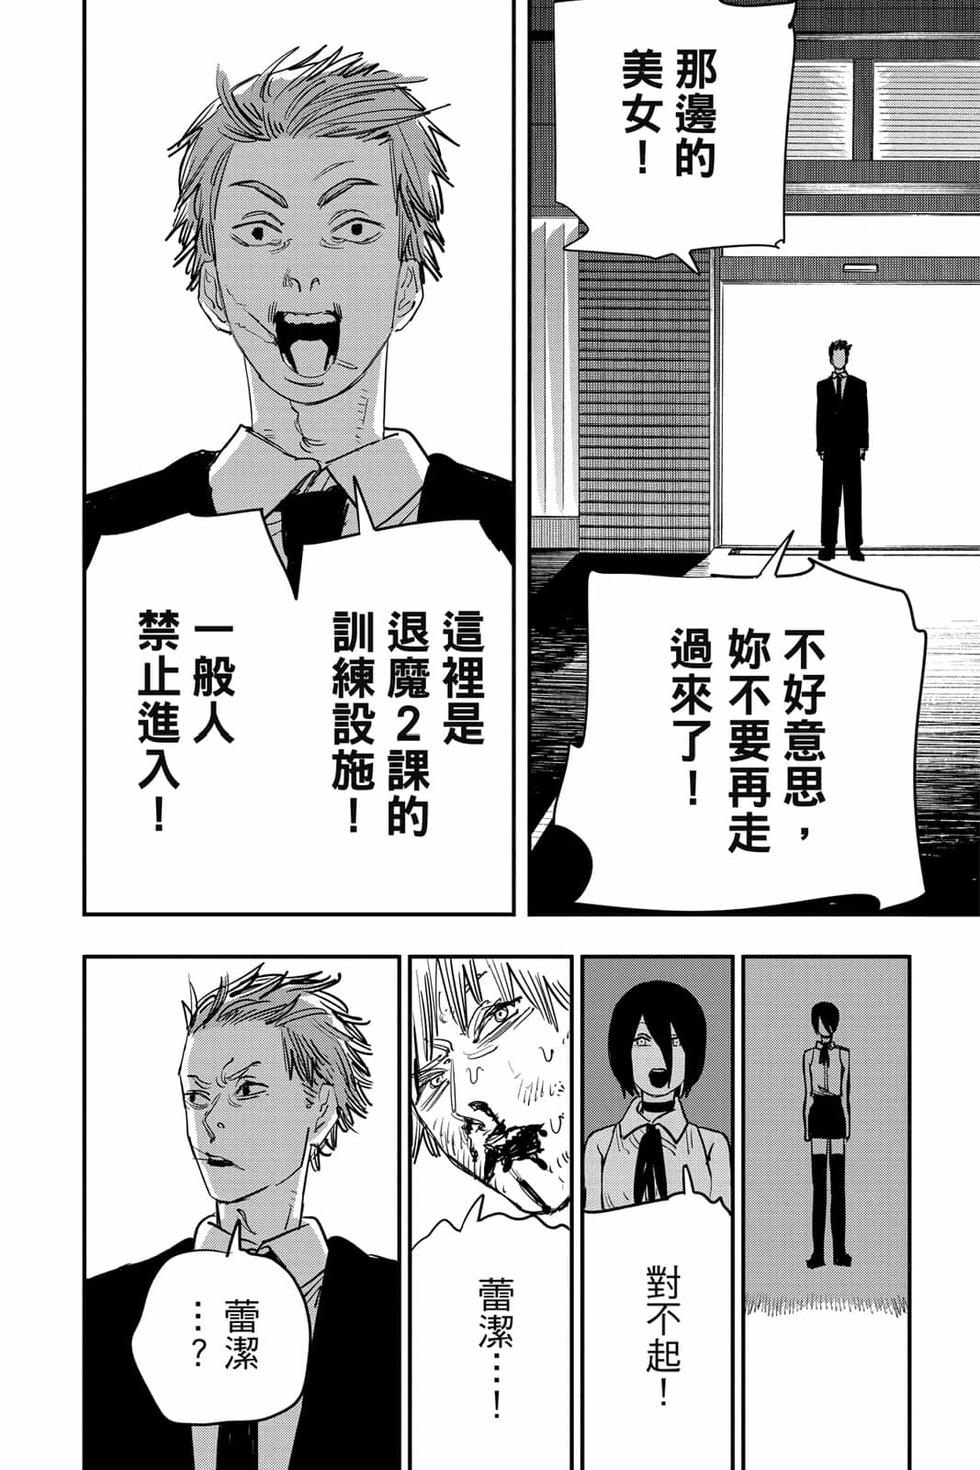 那邊的
美女！
不好意思，
妳不要再走
過來了！
這裡是
退魔2課的
訓練設施！
一般人
禁止進入！
對不起！
蕾潔…！
蕾潔
…？